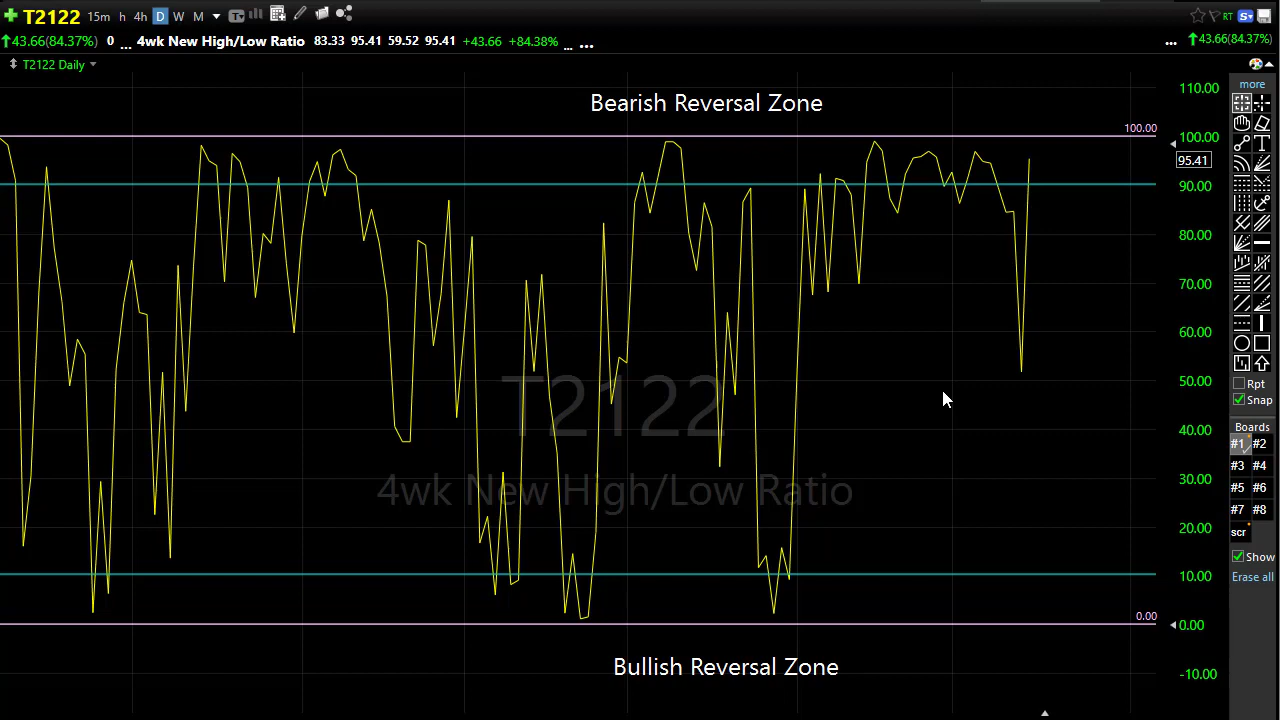 T2122 15m h 4h D W M T RT S
43.66(84.37%) 0 ... 4wk New High/Low Ratio 83.33 95.41 59.52 95.41 +43.66 +84.38% ... ... ... 43.66(84.37%)
T2122 Daily
more
Bearish Reversal Zone
110.00
100.00
100.00
95.41
90.00
80.00
70.00
60.00
50.00
40.00
30.00
20.00
10.00
0.00
0.00
-10.00
T2122
4wk New High/Low Ratio
Bullish Reversal Zone
T
Rpt
Snap
Boards
#1 #2
#3 #4
#5 #6
#7 #8
scr
Show
Erase all